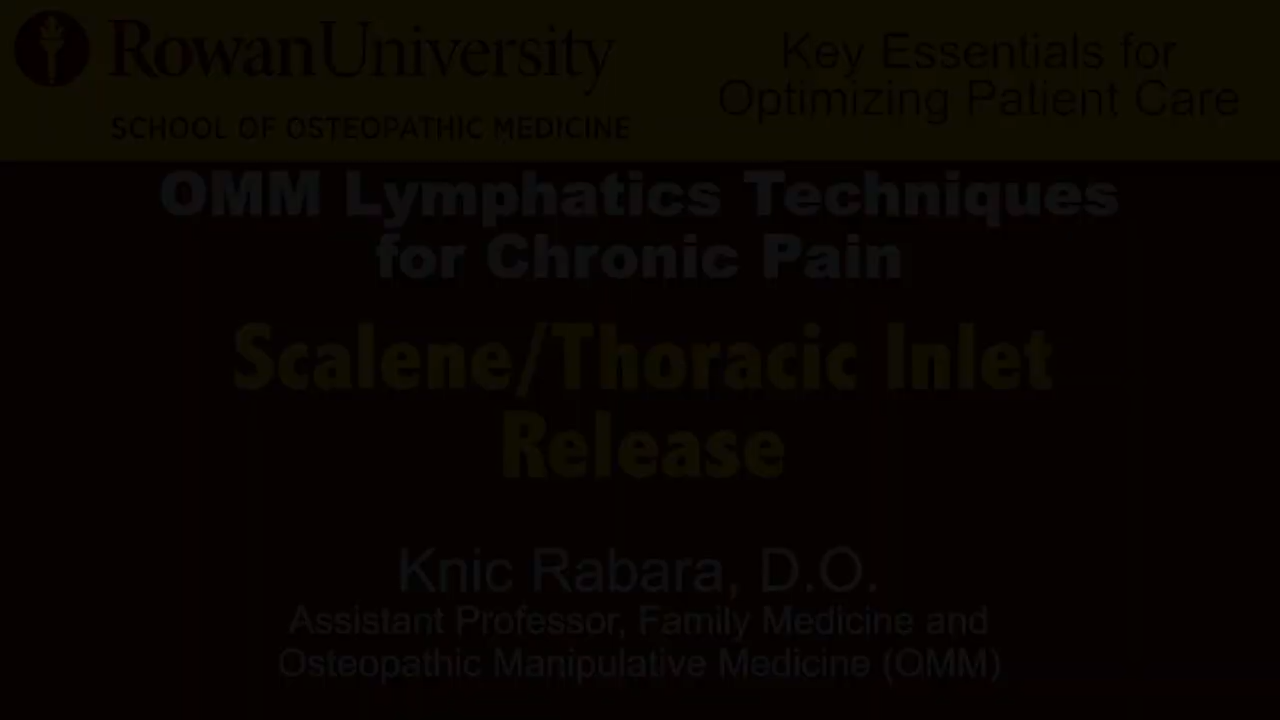 RowanUniversity
SCHOOL OF OSTEOPATHIC MEDICINE
Key Essentials for
Optimizing Patient Care
OMM Lymphatics Techniques
for Chronic Pain
Scalene/Thoracic Inlet
Release
Knic Rabara, D.O.
Assistant Professor, Family Medicine and
Osteopathic Manipulative Medicine (OMM)